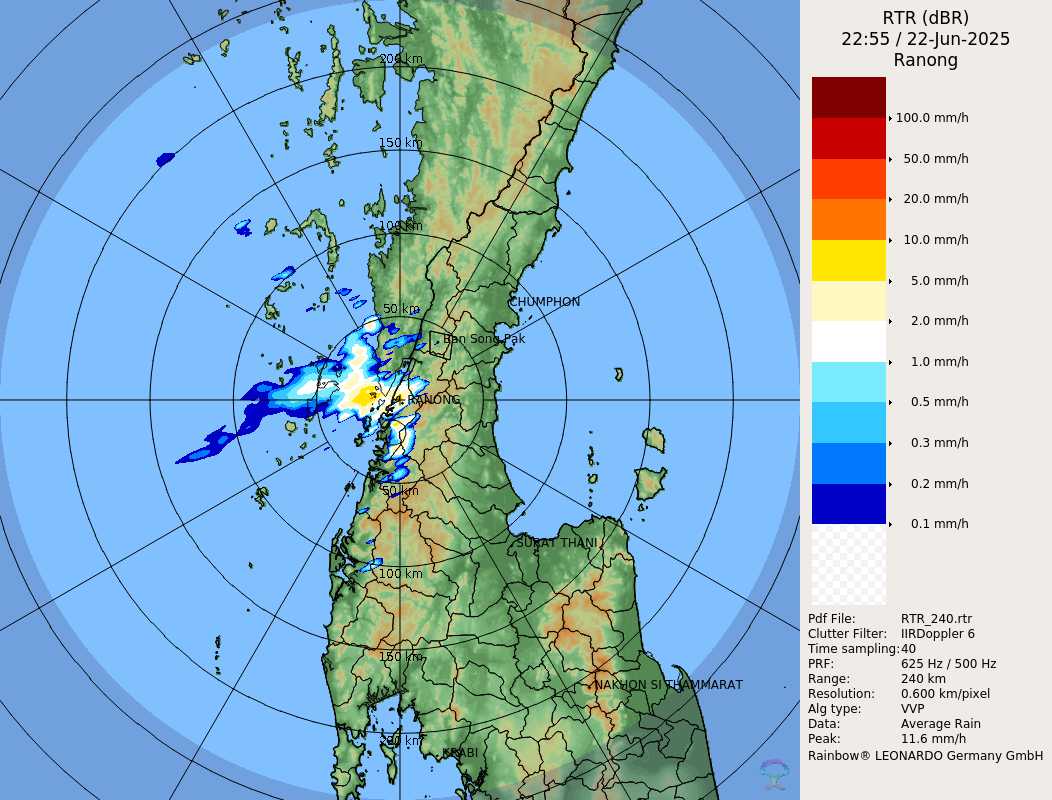 RTR (dBR)
22:55 / 22-Jun-2025
Ranong
100.0 mm/h
50.0 mm/h
20.0 mm/h
10.0 mm/h
5.0 mm/h
2.0 mm/h
1.0 mm/h
0.5 mm/h
0.3 mm/h
0.2 mm/h
0.1 mm/h
Pdf File: RTR_240.rtr
Clutter Filter: IIRDoppler 6
Time sampling:40
PRF: 625 Hz / 500 Hz
Range: 240 km
Resolution: 0.600 km/pixel
Alg type: VVP
Data: Average Rain
Peak: 11.6 mm/h
Rainbow® LEONARDO Germany GmbH
200 km
150 km
100 km
CHUMPHON
50 km
Ban Song Pak
RANONG
50 km
SURAT THANI
100 km
150 km
NAKHON SI THAMMARAT
200 km
KRABI